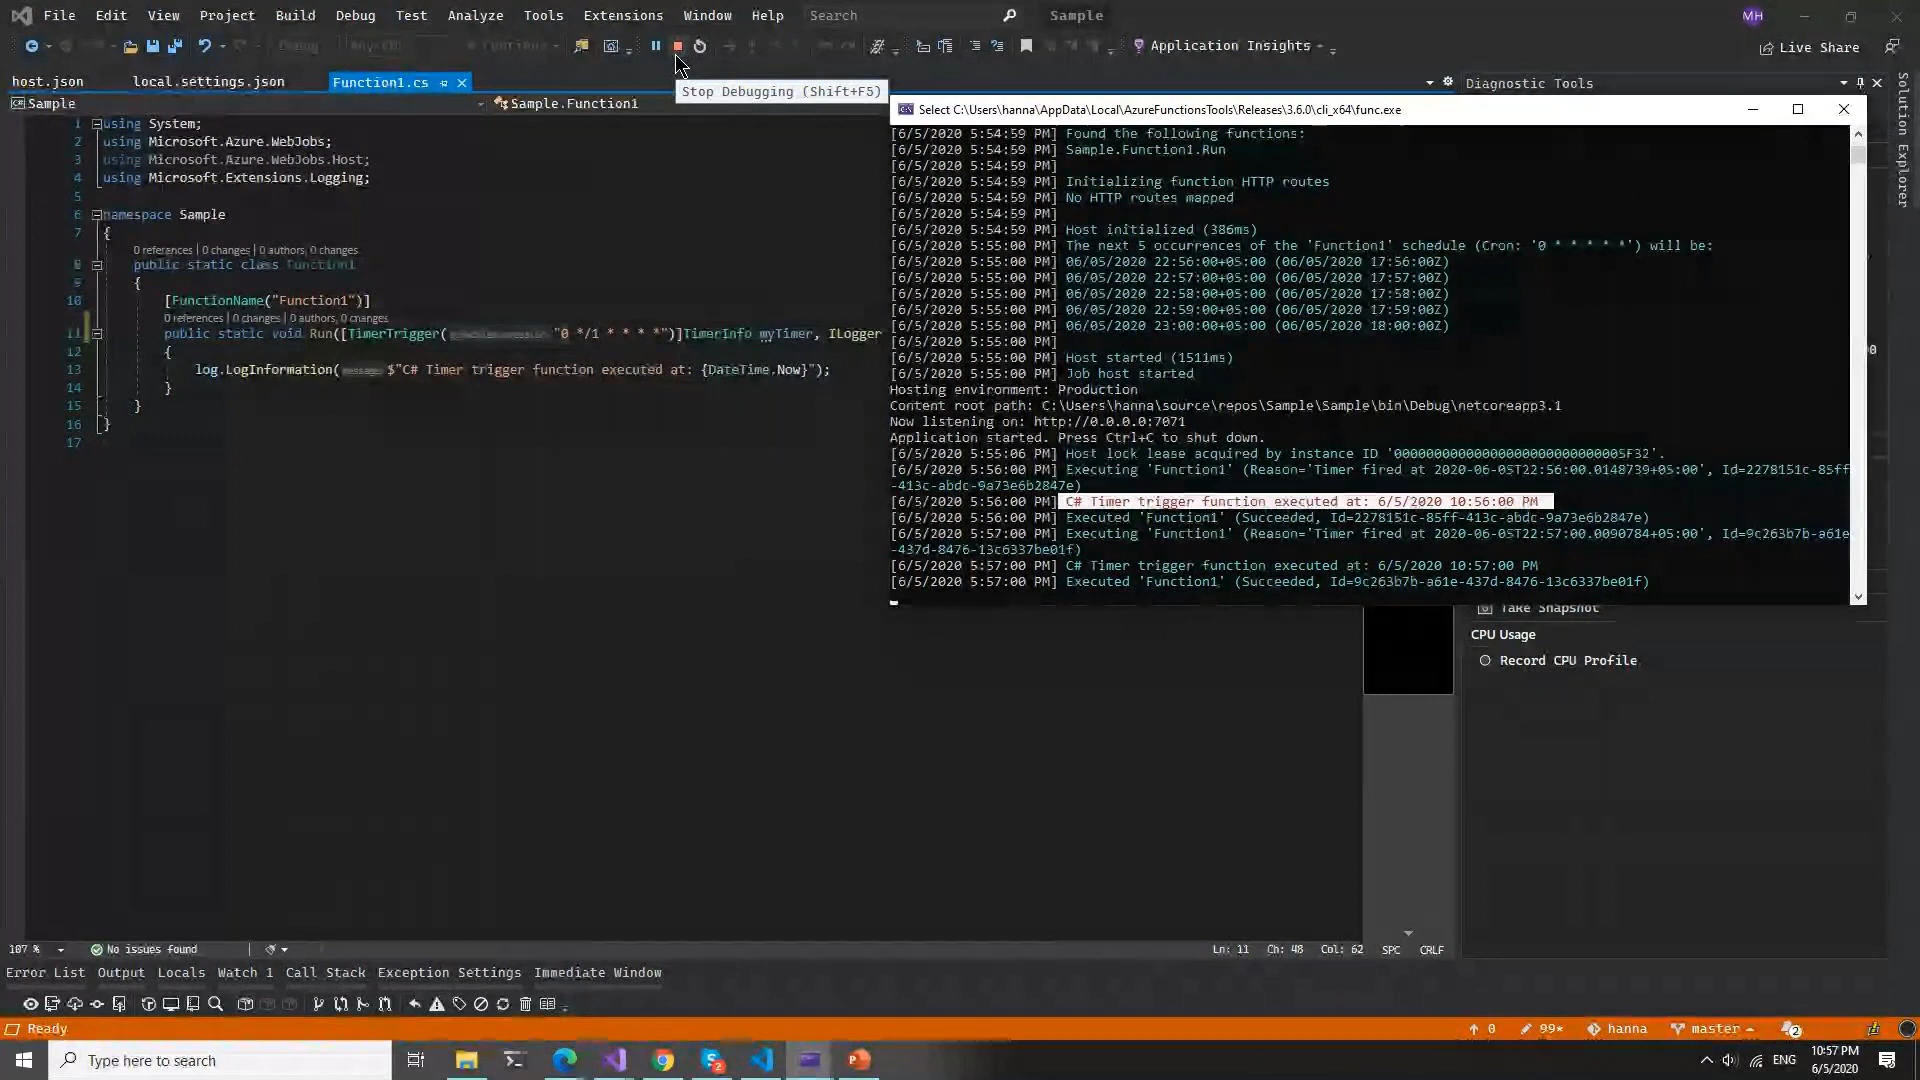 File Edit View Project Build Debug Test Analyze Tools Extensions Window Help Search Sample MH
Application Insights Live Share
host.json local.settings.json Function1.cs Diagnostic Tools
Stop Debugging (Shift+F5)
Sample Sample.Function1
Solution Explorer
1 using System;
2 using Microsoft.Azure.WebJobs;
3 using Microsoft.Azure.WebJobs.Host;
4 using Microsoft.Extensions.Logging;
5
6 namespace Sample
7 {
0 references | 0 changes | 0 authors, 0 changes
8 public static class Function1
9 {
10 [FunctionName("Function1")]
0 references | 0 changes | 0 authors, 0 changes
11 public static void Run([TimerTrigger( "0 */1 * * * *")]TimerInfo myTimer, ILogger
12 {
13 log.LogInformation( $"C# Timer trigger function executed at: {DateTime.Now}");
14 }
15 }
16 }
17
Select C:\Users\hanna\AppData\Local\AzureFunctionsTools\Releases\3.6.0\cli_x64\func.exe
[6/5/2020 5:54:59 PM] Found the following functions:
[6/5/2020 5:54:59 PM] Sample.Function1.Run
[6/5/2020 5:54:59 PM]
[6/5/2020 5:54:59 PM] Initializing function HTTP routes
[6/5/2020 5:54:59 PM] No HTTP routes mapped
[6/5/2020 5:54:59 PM]
[6/5/2020 5:54:59 PM] Host initialized (386ms)
[6/5/2020 5:55:00 PM] The next 5 occurrences of the 'Function1' schedule (Cron: '0 * * * * *') will be:
[6/5/2020 5:55:00 PM] 06/05/2020 22:56:00+05:00 (06/05/2020 17:56:00Z)
[6/5/2020 5:55:00 PM] 06/05/2020 22:57:00+05:00 (06/05/2020 17:57:00Z)
[6/5/2020 5:55:00 PM] 06/05/2020 22:58:00+05:00 (06/05/2020 17:58:00Z)
[6/5/2020 5:55:00 PM] 06/05/2020 22:59:00+05:00 (06/05/2020 17:59:00Z)
[6/5/2020 5:55:00 PM] 06/05/2020 23:00:00+05:00 (06/05/2020 18:00:00Z)
[6/5/2020 5:55:00 PM]
[6/5/2020 5:55:00 PM] Host started (1511ms)
[6/5/2020 5:55:00 PM] Job host started
Hosting environment: Production
Content root path: C:\Users\hanna\source\repos\Sample\Sample\bin\Debug\netcoreapp3.1
Now listening on: http://0.0.0.0:7071
Application started. Press Ctrl+C to shut down.
[6/5/2020 5:55:06 PM] Host lock lease acquired by instance ID '000000000000000000000000000005F32'.
[6/5/2020 5:56:00 PM] Executing 'Function1' (Reason='Timer fired at 2020-06-05T22:56:00.0148739+05:00', Id=2278151c-85ff
-413c-abdc-9a73e6b2847e)
[6/5/2020 5:56:00 PM] C# Timer trigger function executed at: 6/5/2020 10:56:00 PM
[6/5/2020 5:56:00 PM] Executed 'Function1' (Succeeded, Id=2278151c-85ff-413c-abdc-9a73e6b2847e)
[6/5/2020 5:57:00 PM] Executing 'Function1' (Reason='Timer fired at 2020-06-05T22:57:00.0090784+05:00', Id=9c263b7b-a61e
-437d-8476-13c6337be01f)
[6/5/2020 5:57:00 PM] C# Timer trigger function executed at: 6/5/2020 10:57:00 PM
[6/5/2020 5:57:00 PM] Executed 'Function1' (Succeeded, Id=9c263b7b-a61e-437d-8476-13c6337be01f)
Take Snapshot
CPU Usage
Record CPU Profile
107 % No issues found Ln: 11 Ch: 48 Col: 62 SPC CRLF
Error List Output Locals Watch 1 Call Stack Exception Settings Immediate Window
Ready 0 99+ hanna master 2
Type here to search 2 ENG 10:57 PM
6/5/2020